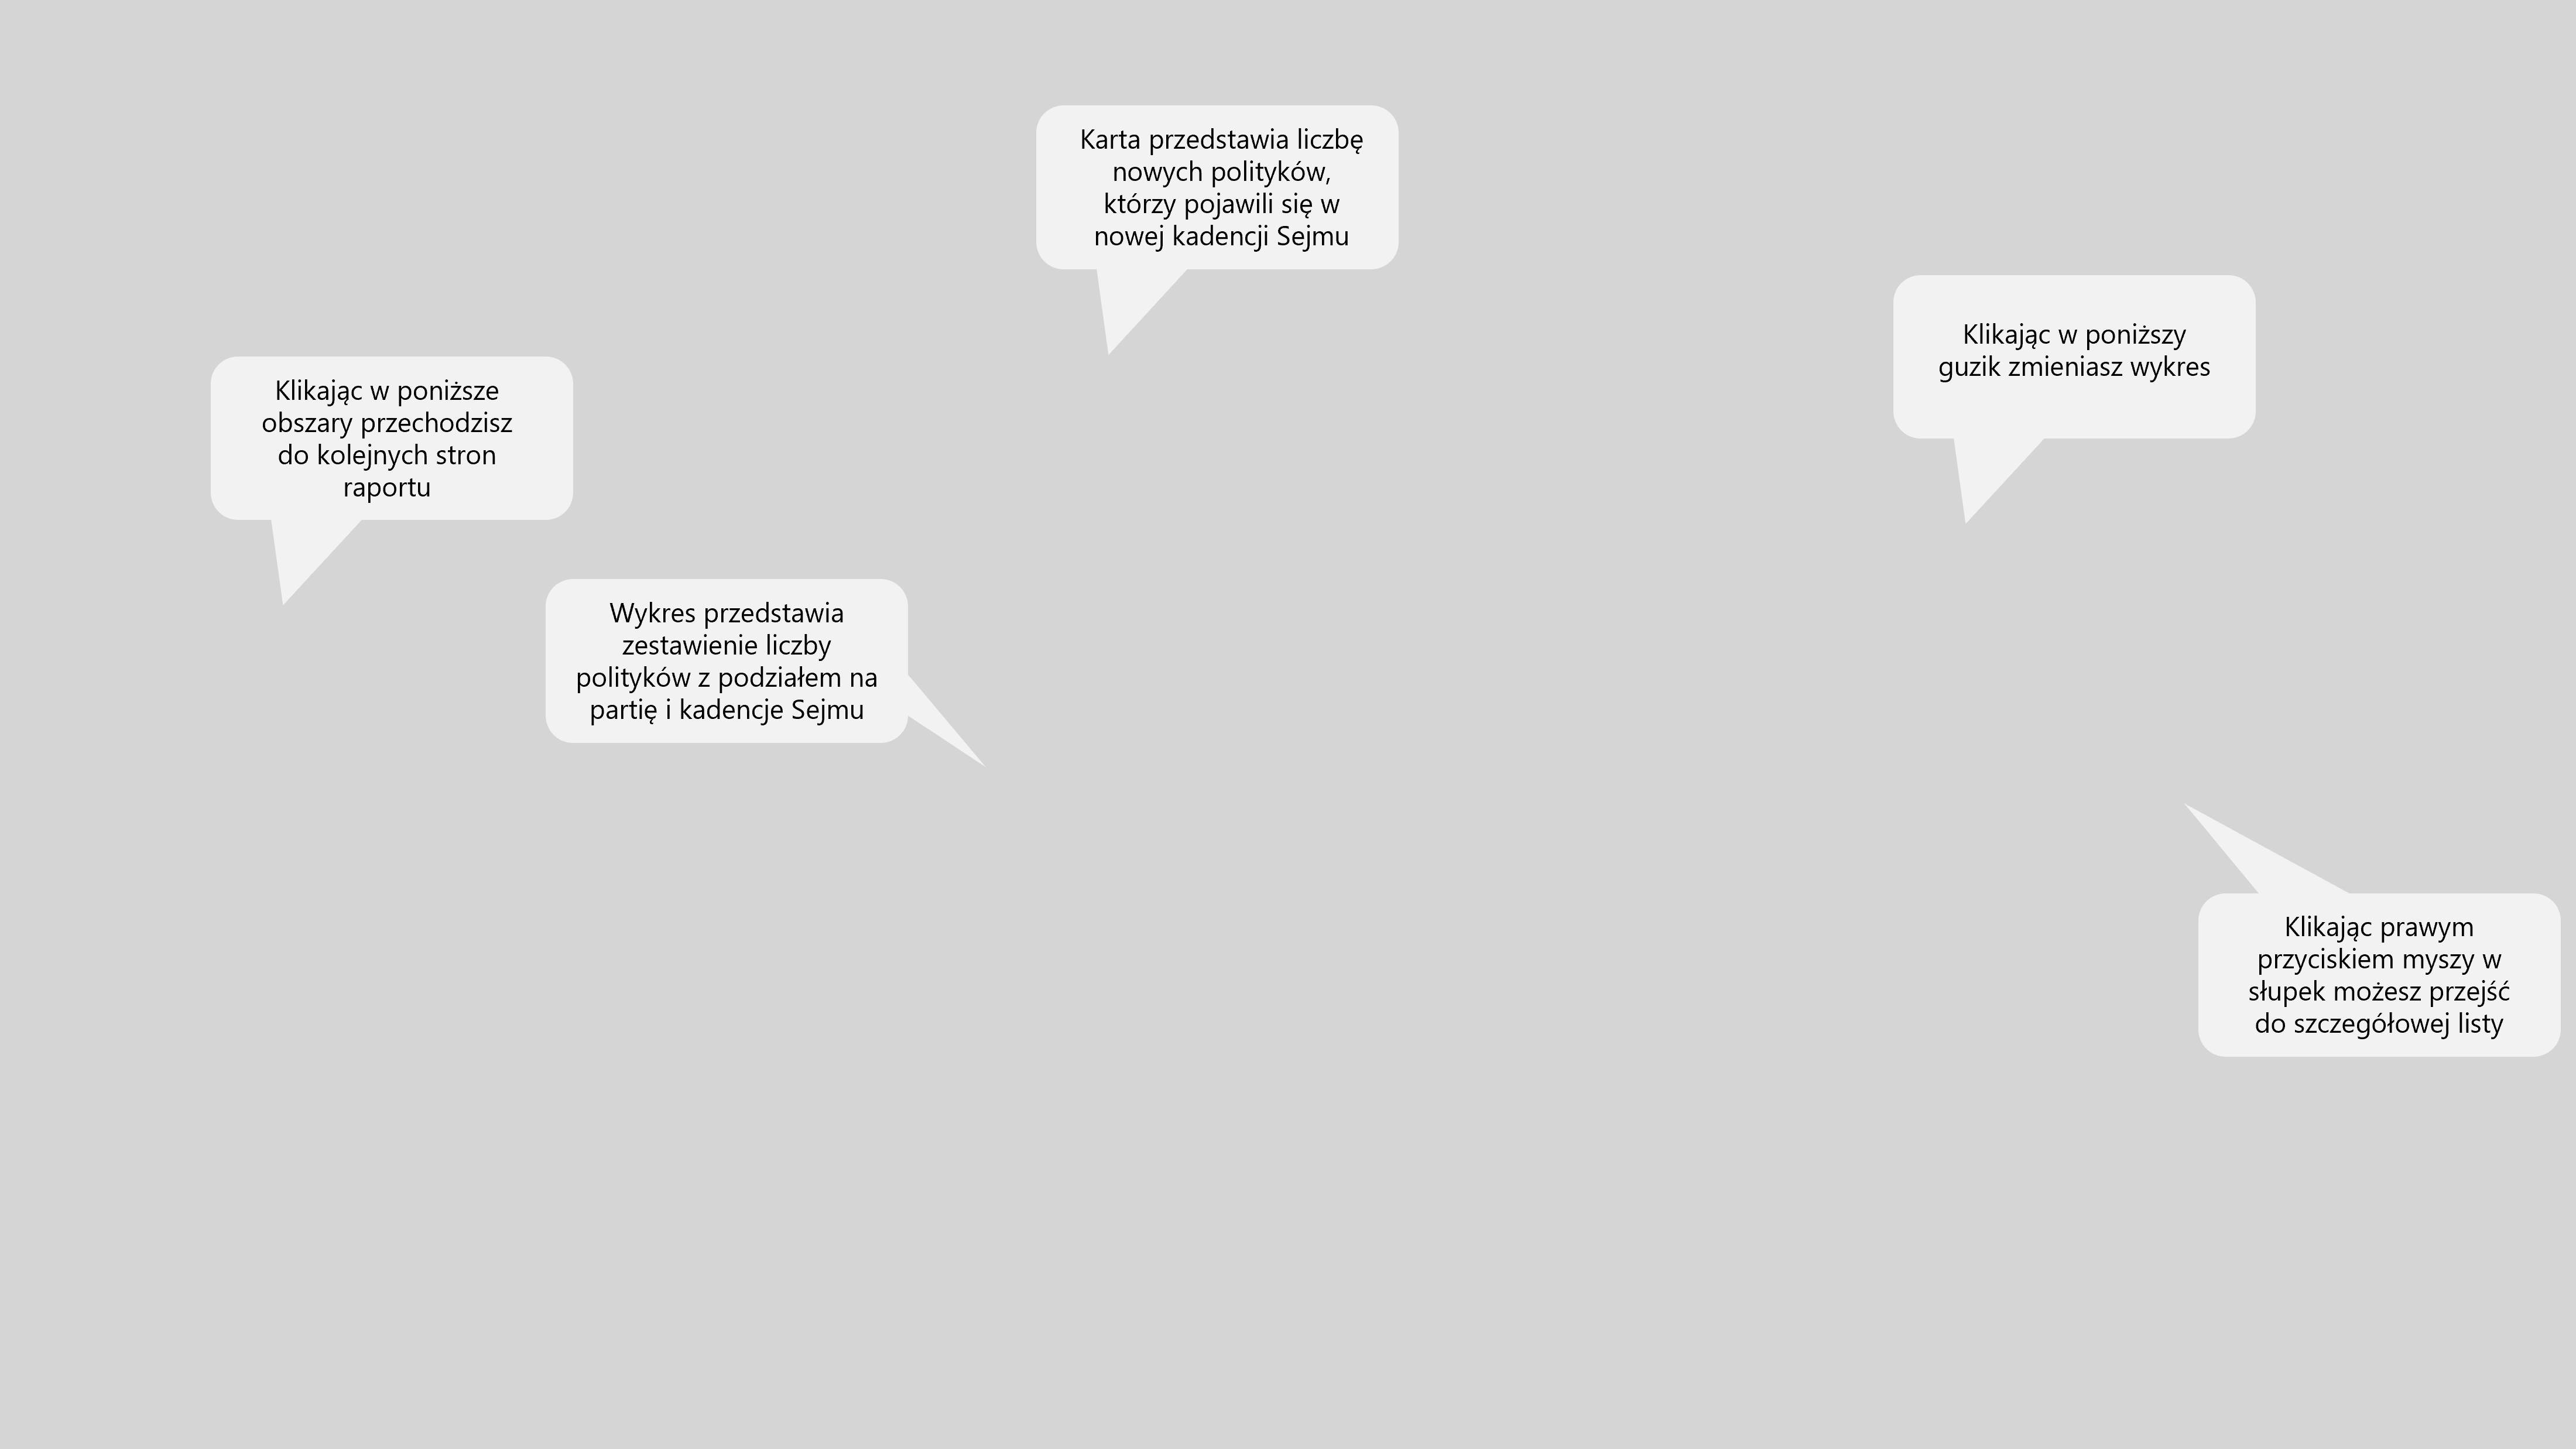 Karta przedstawia liczbę
nowych polityków,
którzy pojawili się w
nowej kadencji Sejmu
Klikając w poniższy
guzik zmieniasz wykres
Klikając w poniższe
obszary przechodzisz
do kolejnych stron
raportu
Wykres przedstawia
zestawienie liczby
polityków z podziałem na
partię i kadencje Sejmu
Klikając prawym
przyciskiem myszy w
słupek możesz przejść
do szczegółowej listy